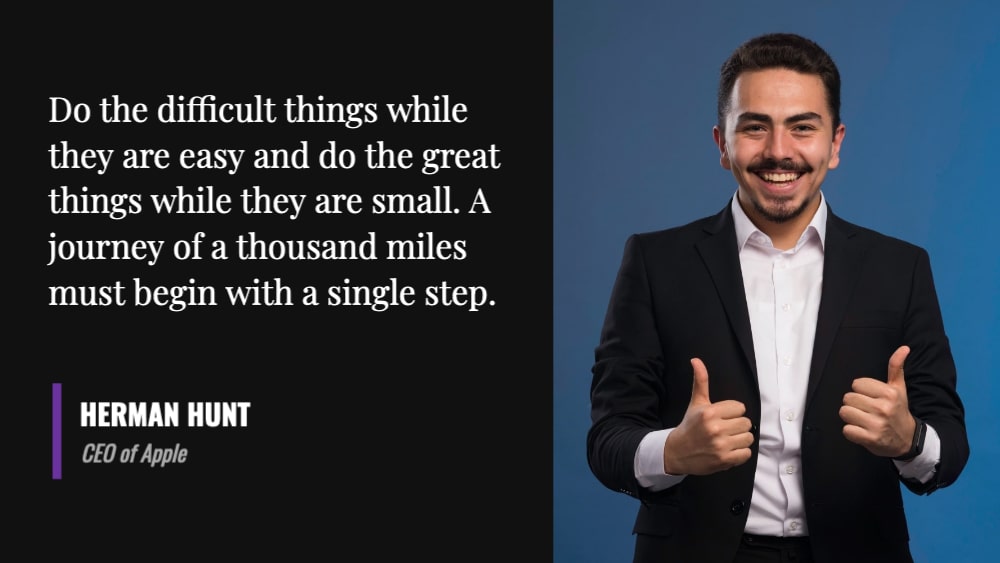 Do the difficult things while
they are easy and do the great
things while they are small. A
journey of a thousand miles
must begin with a single step.
HERMAN HUNT
CEO of Apple